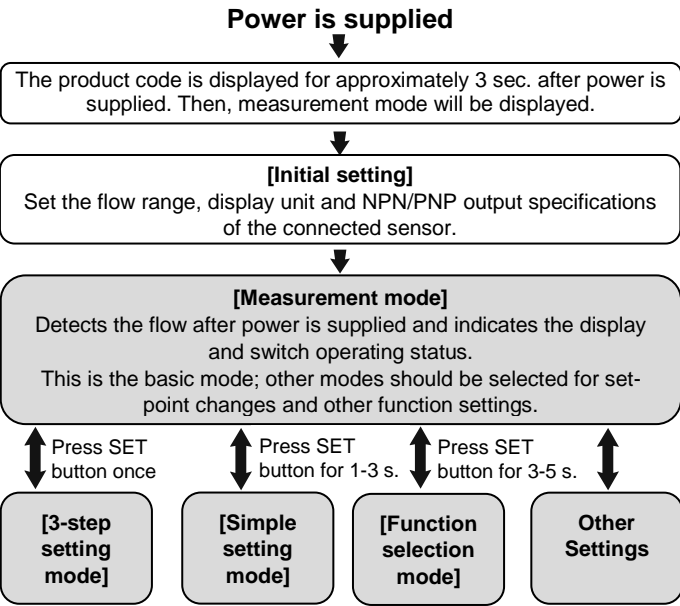 Power is supplied
The product code is displayed for approximately 3 sec. after power is
supplied. Then, measurement mode will be displayed.
[Initial setting]
Set the flow range, display unit and NPN/PNP output specifications
of the connected sensor.
[Measurement mode]
Detects the flow after power is supplied and indicates the display
and switch operating status.
This is the basic mode; other modes should be selected for set-
point changes and other function settings.
Press SET
button once
Press SET
button for 1-3 s.
Press SET
button for 3-5 s.
[3-step
setting
mode]
[Simple
setting
mode]
[Function
selection
mode]
Other
Settings